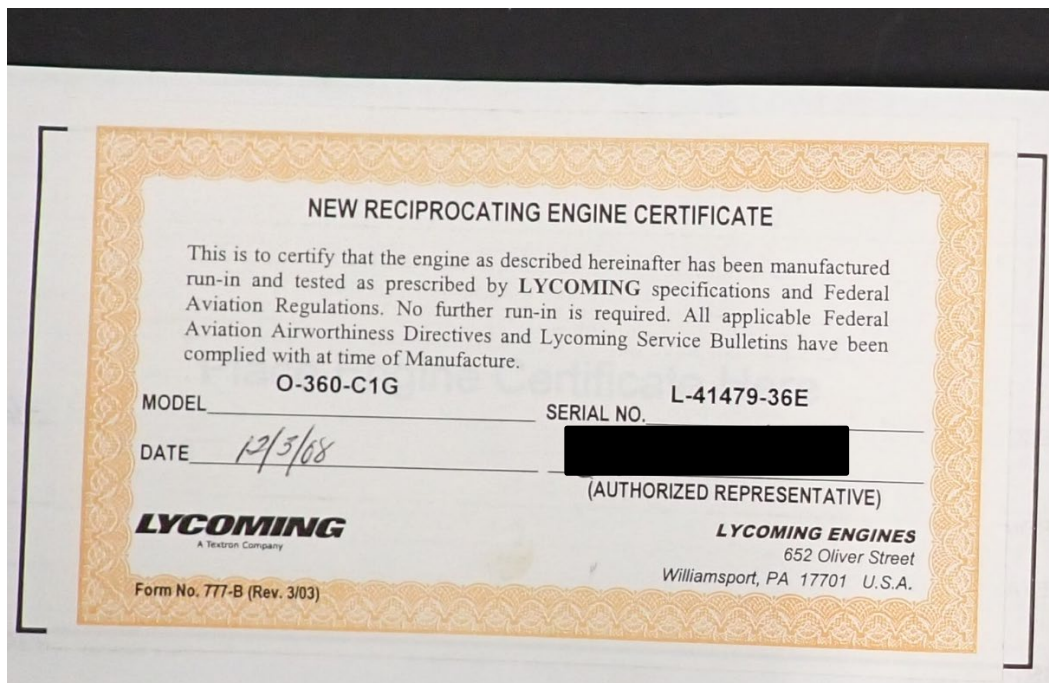 NEW RECIPROCATING ENGINE CERTIFICATE
This is to certify that the engine as described hereinafter has been manufactured
run-in and tested as prescribed by LYCOMING specifications and Federal
Aviation Regulations. No further run-in is required. All applicable Federal
Aviation Airworthiness Directives and Lycoming Service Bulletins have been
complied with at time of Manufacture.
Place Engine Certificate Here
MODEL O-360-C1G
SERIAL NO. L-41479-36E
DATE 12/3/08
(AUTHORIZED REPRESENTATIVE)
LYCOMING
A Textron Company
LYCOMING ENGINES
652 Oliver Street
Williamsport, PA 17701 U.S.A.
Form No. 777-B (Rev. 3/03)